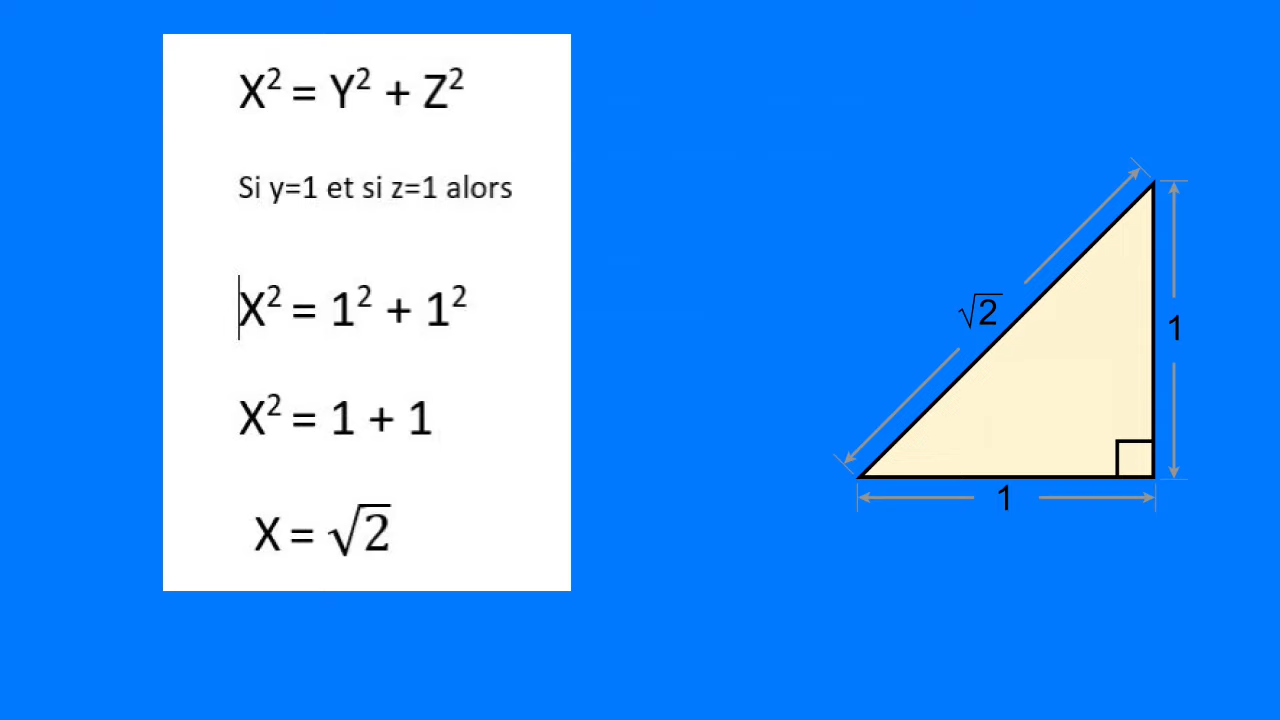 X² = Y² + Z²
Si y=1 et si z=1 alors
X² = 1² + 1²
X² = 1 + 1
X = √2
√2
1
1